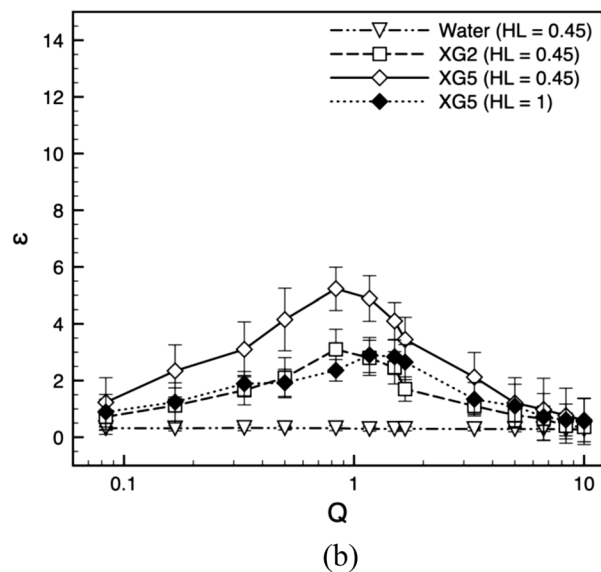 14
12
10
8
6
4
2
0
ε
Water (HL = 0.45)
XG2 (HL = 0.45)
XG5 (HL = 0.45)
XG5 (HL = 1)
0.1 1 10
Q
(b)